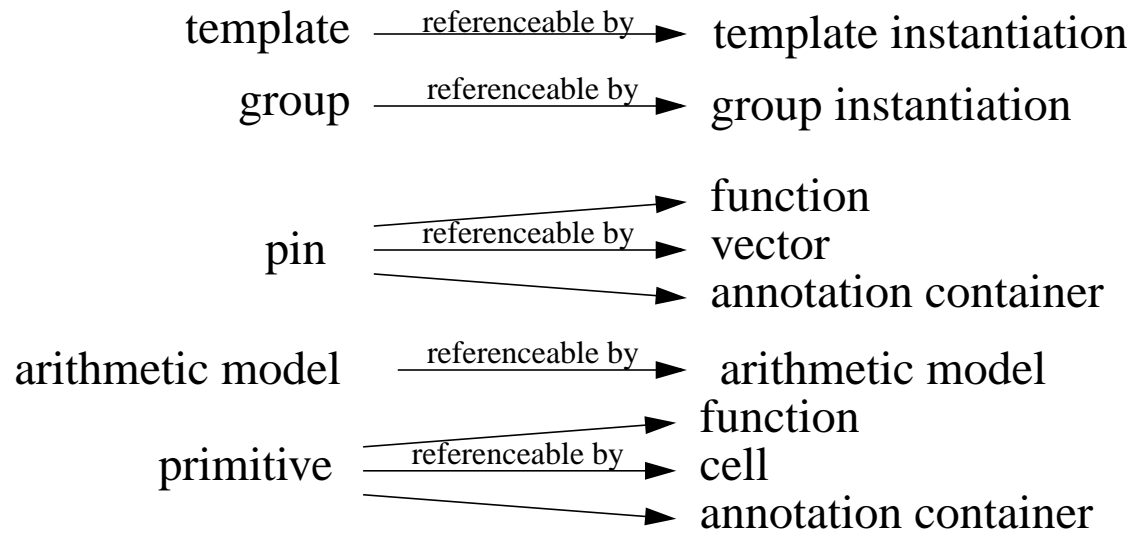 template referenceable by template instantiation
group referenceable by group instantiation
function
pin referenceable by vector
annotation container
arithmetic model referenceable by arithmetic model
function
primitive referenceable by cell
annotation container